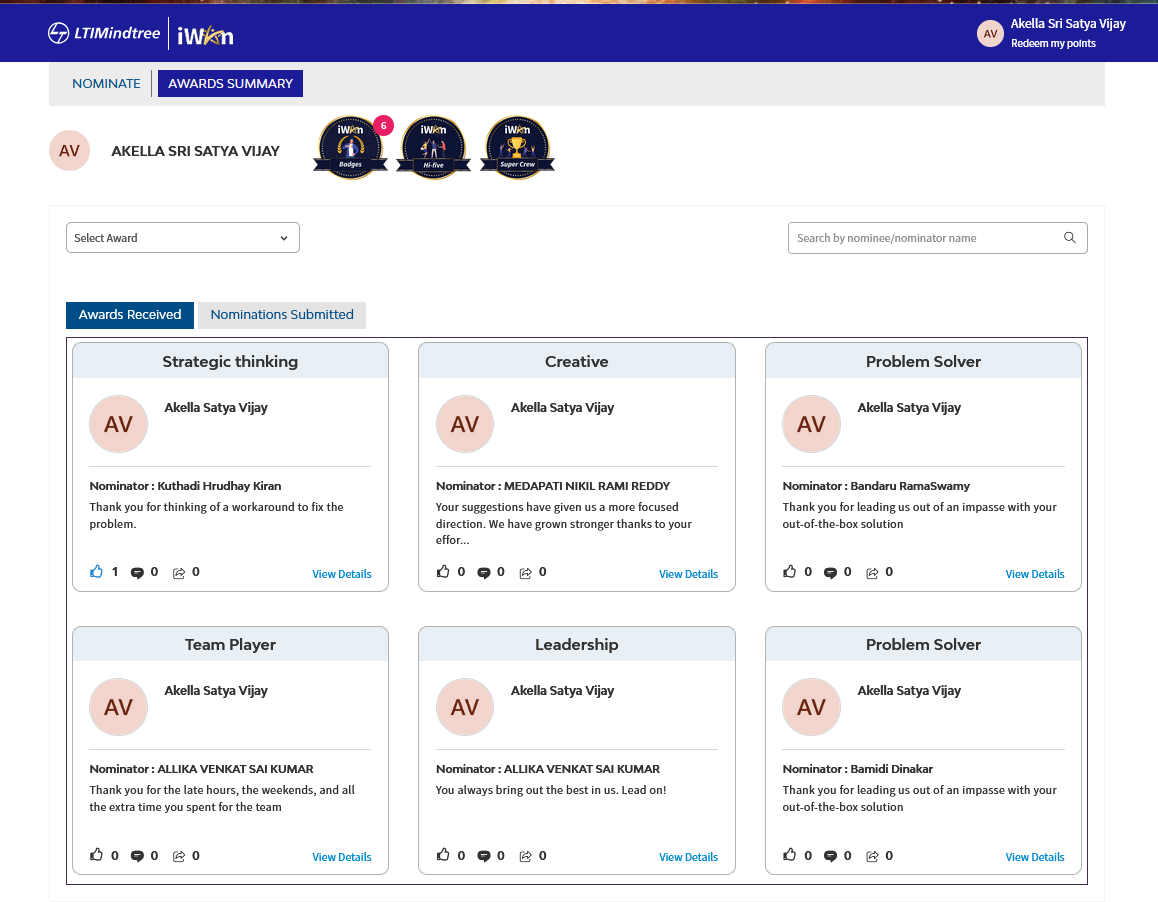 LTIMindtree iWin
AV Akella Sri Satya Vijay
Redeem my points
NOMINATE AWARDS SUMMARY
AV AKELLA SRI SATYA VIJAY
iWin Badges 6
iWin Hi-five
iWin Super Crew
Select Award
Search by nominee/nominator name
Awards Received Nominations Submitted
Strategic thinking
AV Akella Satya Vijay
Nominator : Kuthadi Hrudhay Kiran
Thank you for thinking of a workaround to fix the
problem.
1 0 0 View Details
Creative
AV Akella Satya Vijay
Nominator : MEDAPATI NIKIL RAMI REDDY
Your suggestions have given us a more focused
direction. We have grown stronger thanks to your
effor...
0 0 0 View Details
Problem Solver
AV Akella Satya Vijay
Nominator : Bandaru RamaSwamy
Thank you for leading us out of an impasse with your
out-of-the-box solution
0 0 0 View Details
Team Player
AV Akella Satya Vijay
Nominator : ALLIKA VENKAT SAI KUMAR
Thank you for the late hours, the weekends, and all
the extra time you spent for the team
0 0 0 View Details
Leadership
AV Akella Satya Vijay
Nominator : ALLIKA VENKAT SAI KUMAR
You always bring out the best in us. Lead on!
0 0 0 View Details
Problem Solver
AV Akella Satya Vijay
Nominator : Bamidi Dinakar
Thank you for leading us out of an impasse with your
out-of-the-box solution
0 0 0 View Details